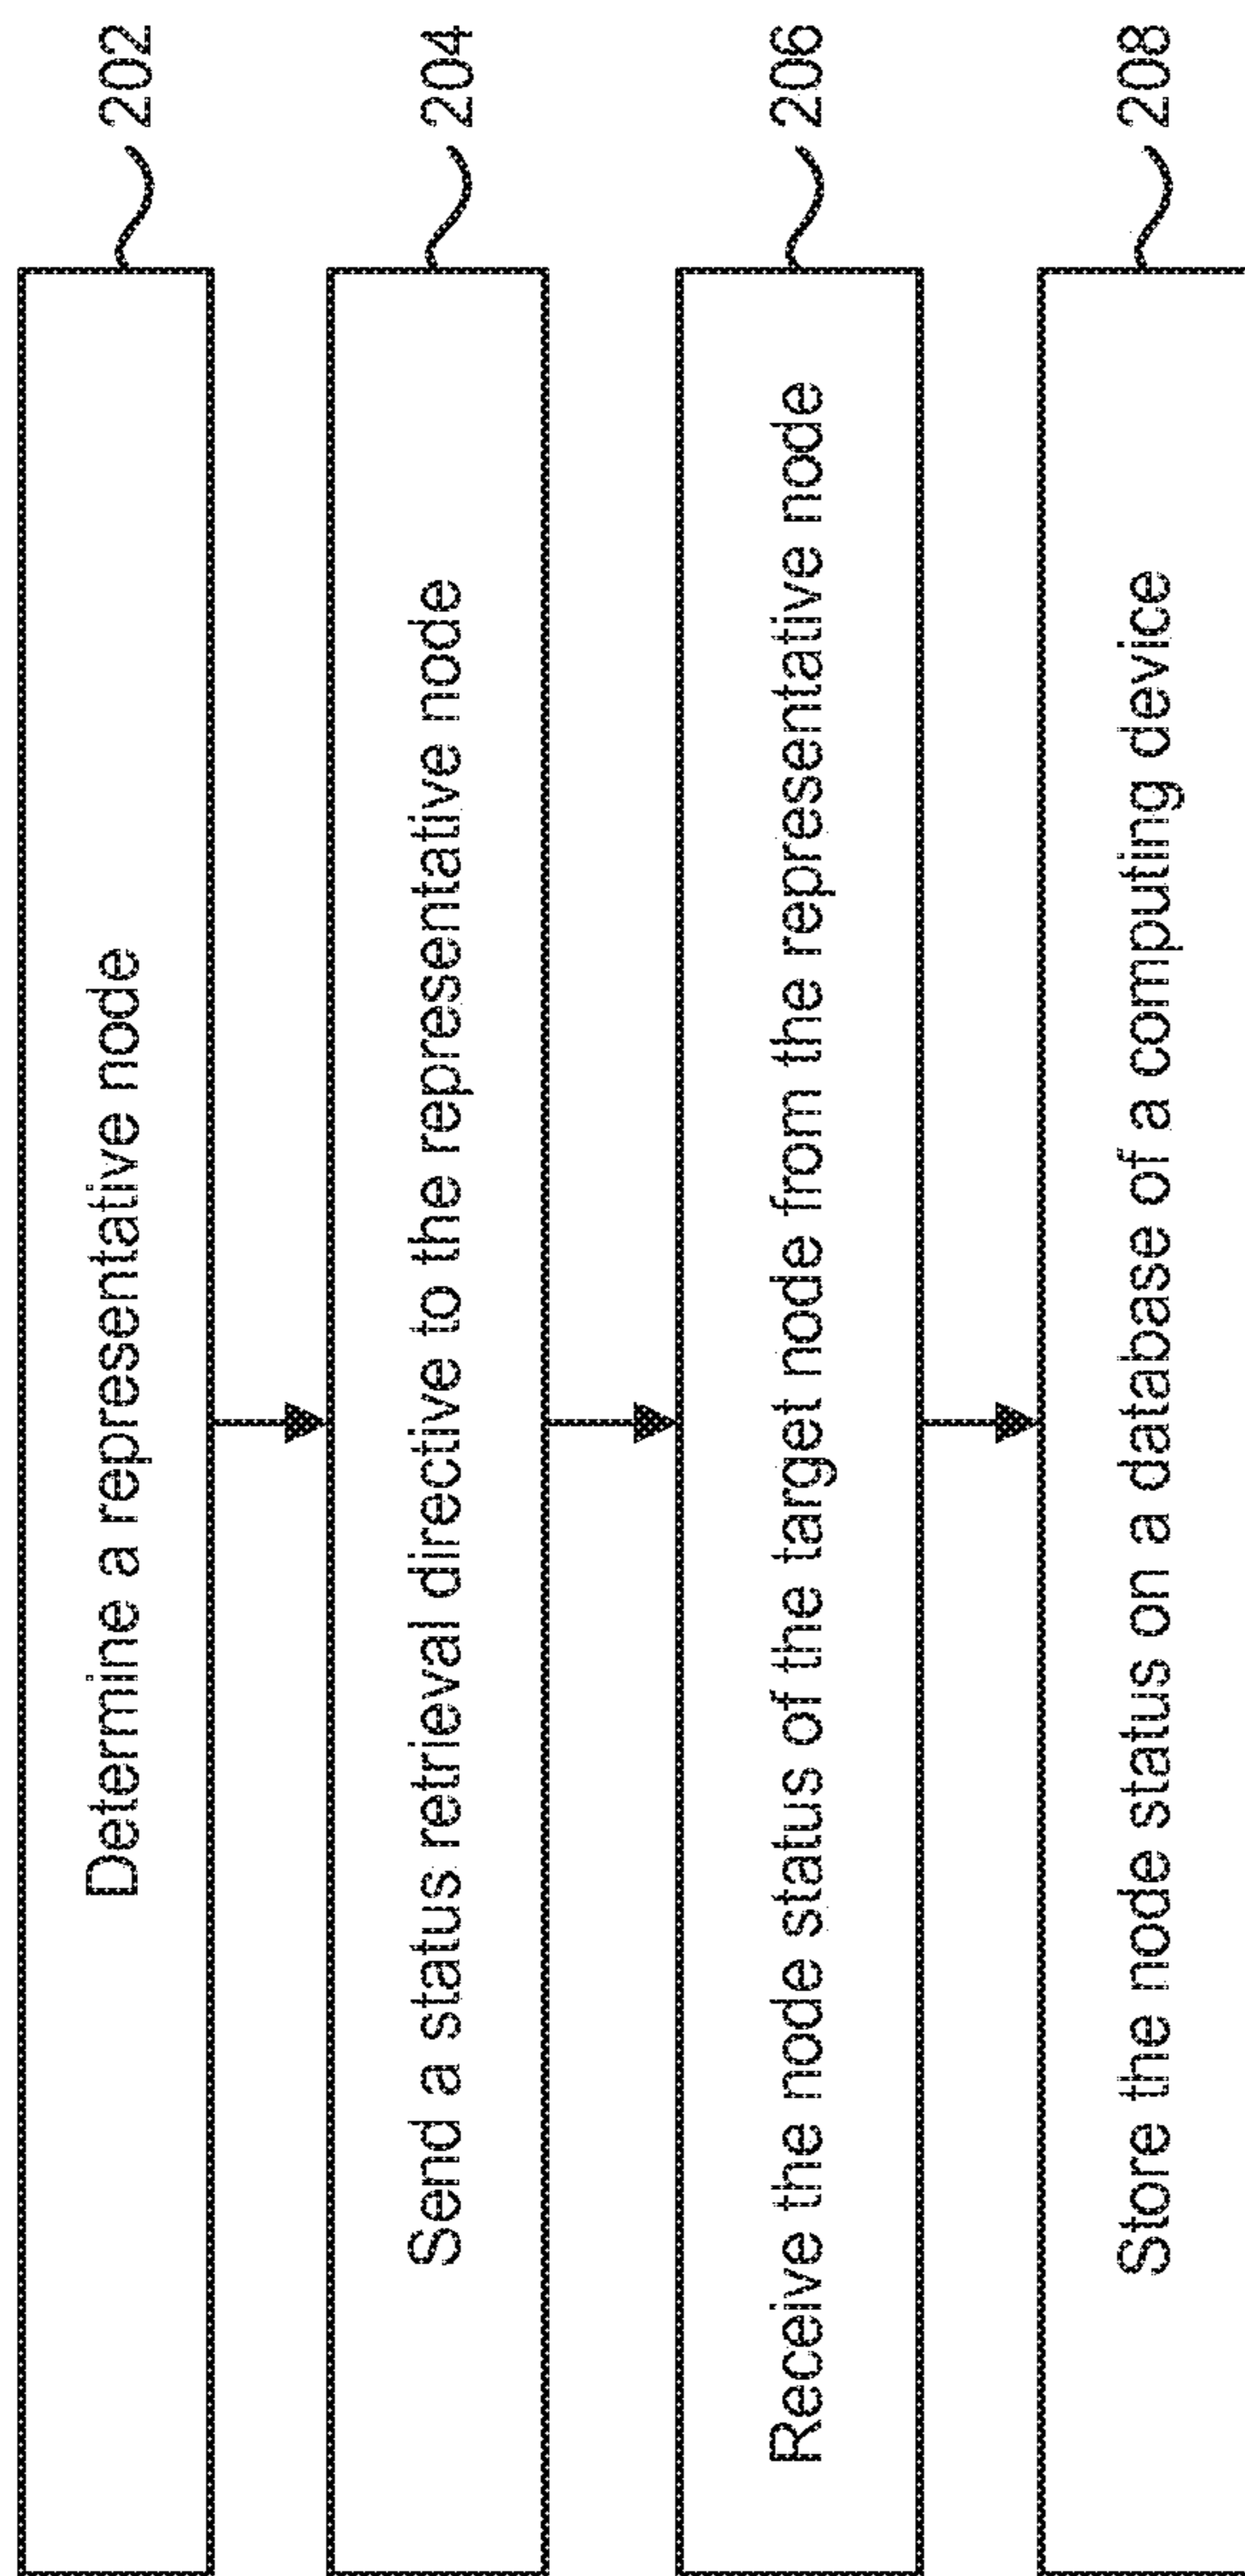 Determine a representative node
202
Send a status retrieval directive to the representative node
204
Receive the node status of the target node from the representative node
206
Store the node status on a database of a computing device
208